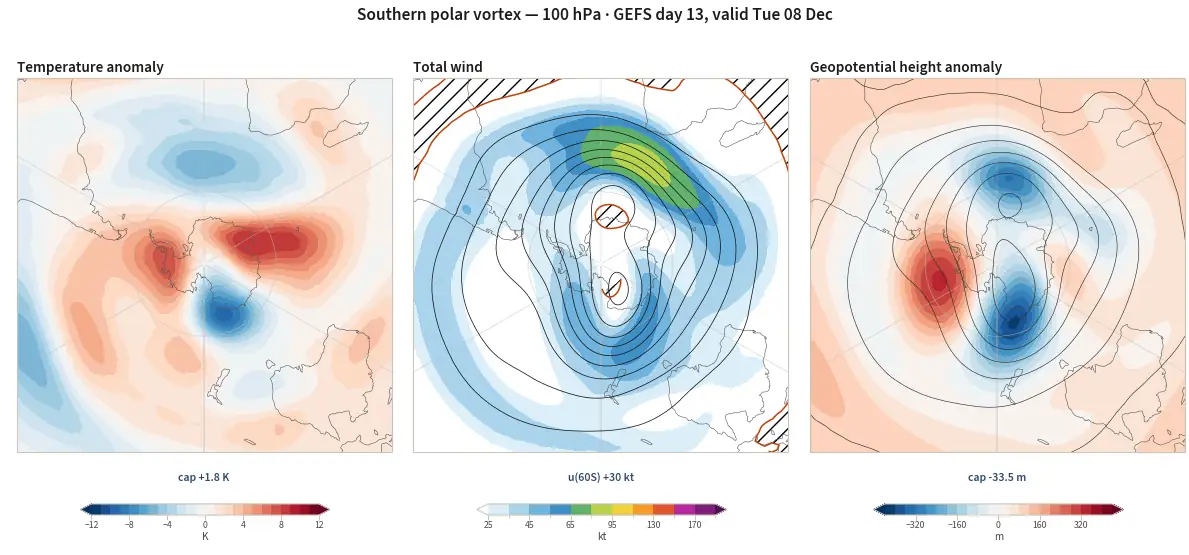 Southern polar vortex — 100 hPa · GEFS day 13, valid Tue 08 Dec
Temperature anomaly
Total wind
Geopotential height anomaly
cap +1.8 K
u(60S) +30 kt
cap -33.5 m
−12 −8 −4 0 4 8 12
K
25 45 65 95 130 170
kt
−320 −160 0 160 320
m